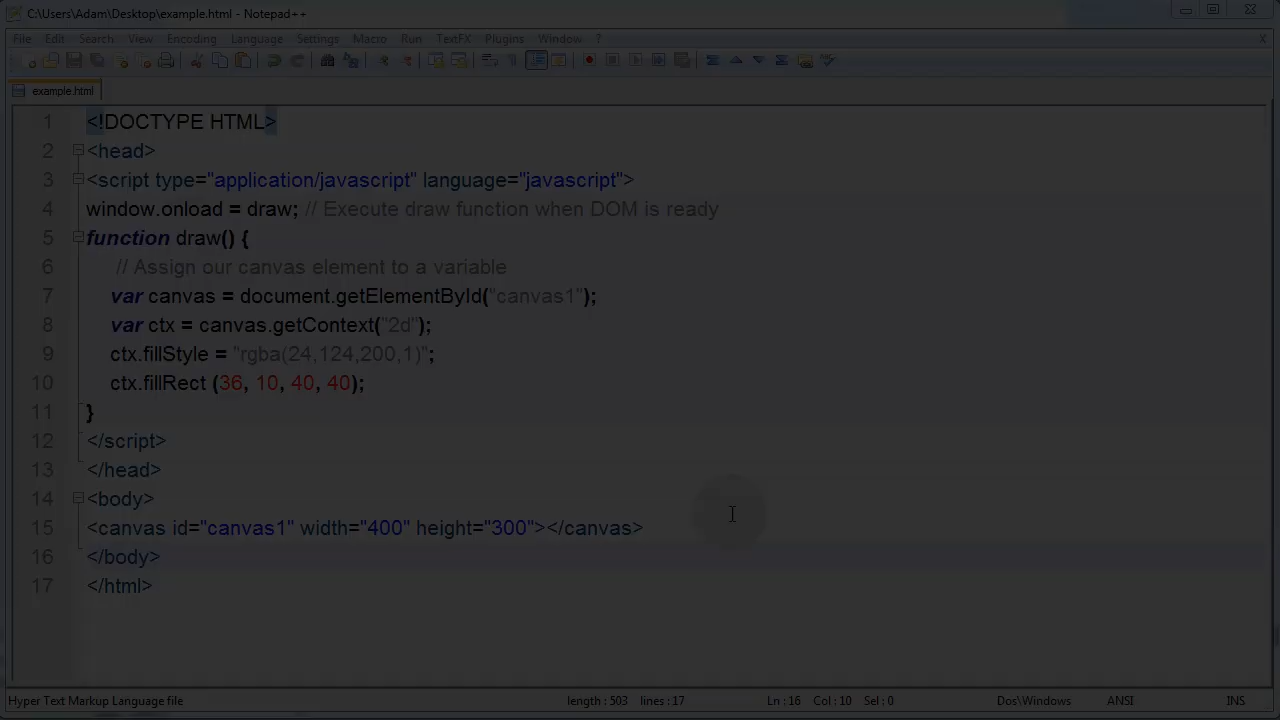 C:\Users\Adam\Desktop\example.html - Notepad++
File Edit Search View Encoding Language Settings Macro Run TextFX Plugins Window ? X
example.html
1 <!DOCTYPE HTML>
2 <head>
3 <script type="application/javascript" language="javascript">
4 window.onload = draw; // Execute draw function when DOM is ready
5 function draw() {
6 // Assign our canvas element to a variable
7 var canvas = document.getElementById("canvas1");
8 var ctx = canvas.getContext("2d");
9 ctx.fillStyle = "rgba(24,124,200,1)";
10 ctx.fillRect (36, 10, 40, 40);
11 }
12 </script>
13 </head>
14 <body>
15 <canvas id="canvas1" width="400" height="300"></canvas>
16 </body>
17 </html>
Hyper Text Markup Language file length : 503 lines : 17 Ln : 16 Col : 10 Sel : 0 Dos\Windows ANSI INS